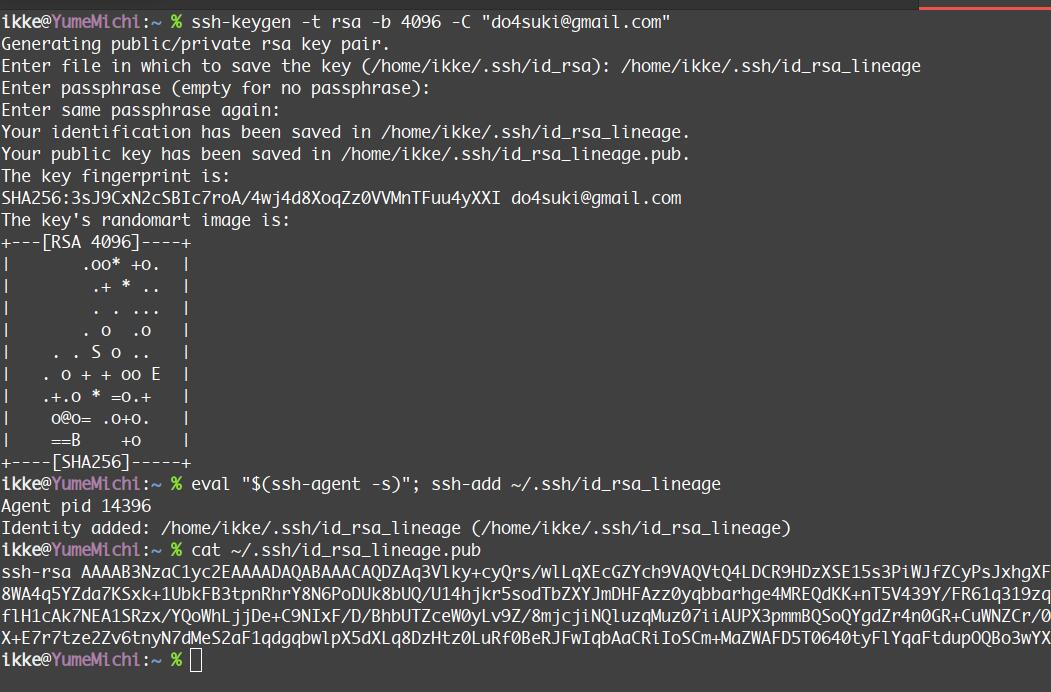 ikke@YumeMichi:~ % ssh-keygen -t rsa -b 4096 -C "do4suki@gmail.com"
Generating public/private rsa key pair.
Enter file in which to save the key (/home/ikke/.ssh/id_rsa): /home/ikke/.ssh/id_rsa_lineage
Enter passphrase (empty for no passphrase):
Enter same passphrase again:
Your identification has been saved in /home/ikke/.ssh/id_rsa_lineage.
Your public key has been saved in /home/ikke/.ssh/id_rsa_lineage.pub.
The key fingerprint is:
SHA256:3sJ9CxN2cSBIc7roA/4wj4d8XoqZz0VVMnTFuu4yXXI do4suki@gmail.com
The key's randomart image is:
+---[RSA 4096]----+
|       .oo* +o.  |
|        .+ * ..  |
|        . . ...  |
|       . o  .o   |
|    . . S o ..   |
|   . o + + oo E  |
|   .+.o * =o.+   |
|    o@o= .o+o.   |
|    ==B    +o    |
+----[SHA256]-----+
ikke@YumeMichi:~ % eval "$(ssh-agent -s)"; ssh-add ~/.ssh/id_rsa_lineage
Agent pid 14396
Identity added: /home/ikke/.ssh/id_rsa_lineage (/home/ikke/.ssh/id_rsa_lineage)
ikke@YumeMichi:~ % cat ~/.ssh/id_rsa_lineage.pub
ssh-rsa AAAAB3NzaC1yc2EAAAADAQABAAACAQDZAq3Vlky+cyQrs/wlLqXEcGZYch9VAQVtQ4LDCR9HDzXSE15s3PiWJfZCyPsJxhgXF
8WA4q5YZda7KSxk+1UbkFB3tpnRhrY8N6PoDUk8bUQ/U14hjkr5sodTbZXYJmDHFAzz0yqbbarhge4MREQdKK+nT5V439Y/FR61q319zq
flH1cAk7NEA1SRzx/YQoWhLjjDe+C9NIxF/D/BhbUTZceW0yLv9Z/8mjcjiNQluzqMuz07iiAUPX3pmmBQSoQYgdZr4n0GR+CuWNZCr/0
X+E7r7tze2Zv6tnyN7dMeS2aF1qdgqbwlpX5dXLq8DzHtz0LuRf0BeRJFwIqbAaCRiIoSCm+MaZWAFD5T0640tyFlYqaFtdupOQBo3wYX
ikke@YumeMichi:~ %